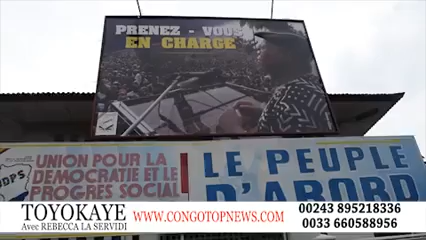 PRENEZ - VOUS
EN CHARGE
UDPS
UNION POUR LA
DEMOCRATIE ET LE
PROGRES SOCIAL
LE PEUPLE
D'ABORD
TOYOKAYE
Avec REBECCA LA SERVIDI
WWW.CONGOTOPNEWS.COM
00243 895218336
0033 660588956